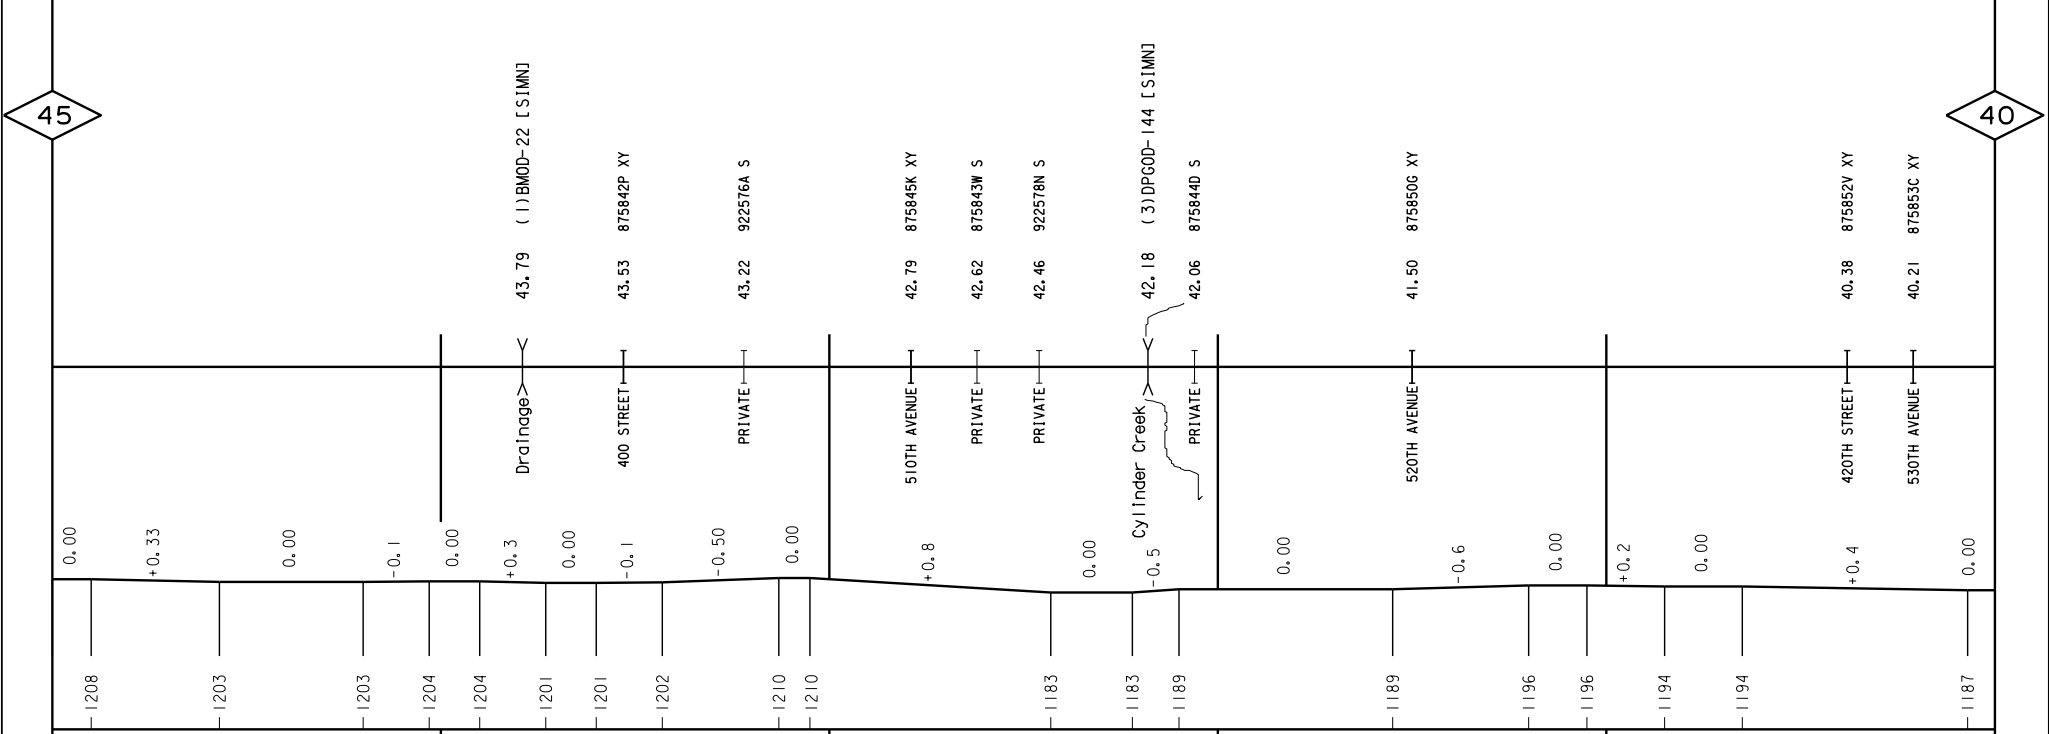 45
40
43.79 (1)BMOD-22 [SIMN]
43.53 875842P XY
43.22 922576A S
42.79 875845K XY
42.62 875843W S
42.46 922578N S
42.18 (3)DPGOD-144 [SIMN]
42.06 875844D S
41.50 875850G XY
40.38 875852V XY
40.21 875853C XY
Drainage
400 STREET
PRIVATE
510TH AVENUE
PRIVATE
PRIVATE
Cylinder Creek
PRIVATE
520TH AVENUE
420TH STREET
530TH AVENUE
0.00
+0.33
0.00
-0.1
0.00
+0.3
0.00
-0.1
-0.50
0.00
+0.8
0.00
-0.5
0.00
-0.6
0.00
+0.2
0.00
+0.4
0.00
1208
1203
1203
1204
1204
1201
1201
1202
1210
1210
1183
1183
1189
1189
1196
1196
1194
1194
1187